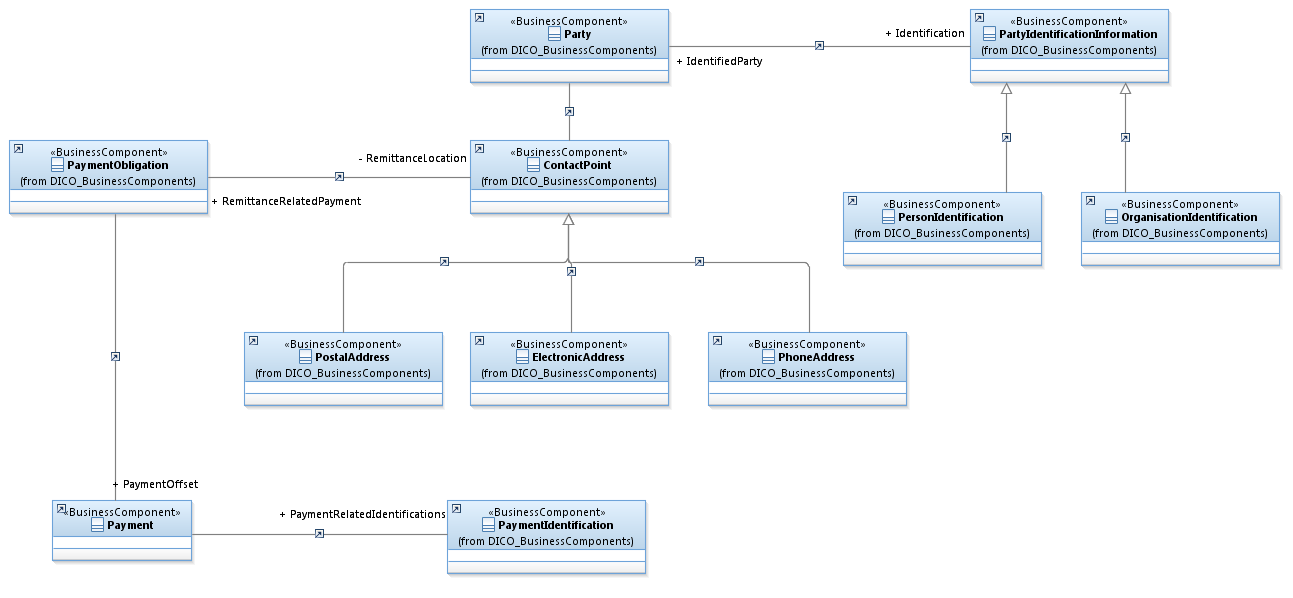 «BusinessComponent»
Party
(from DICO_BusinessComponents)
+ Identification
+ IdentifiedParty
«BusinessComponent»
PartyIdentificationInformation
(from DICO_BusinessComponents)
«BusinessComponent»
PaymentObligation
(from DICO_BusinessComponents)
- RemittanceLocation
+ RemittanceRelatedPayment
«BusinessComponent»
ContactPoint
(from DICO_BusinessComponents)
«BusinessComponent»
PersonIdentification
(from DICO_BusinessComponents)
«BusinessComponent»
OrganisationIdentification
(from DICO_BusinessComponents)
«BusinessComponent»
PostalAddress
(from DICO_BusinessComponents)
«BusinessComponent»
ElectronicAddress
(from DICO_BusinessComponents)
«BusinessComponent»
PhoneAddress
(from DICO_BusinessComponents)
+ PaymentOffset
«BusinessComponent»
Payment
+ PaymentRelatedIdentifications
«BusinessComponent»
PaymentIdentification
(from DICO_BusinessComponents)